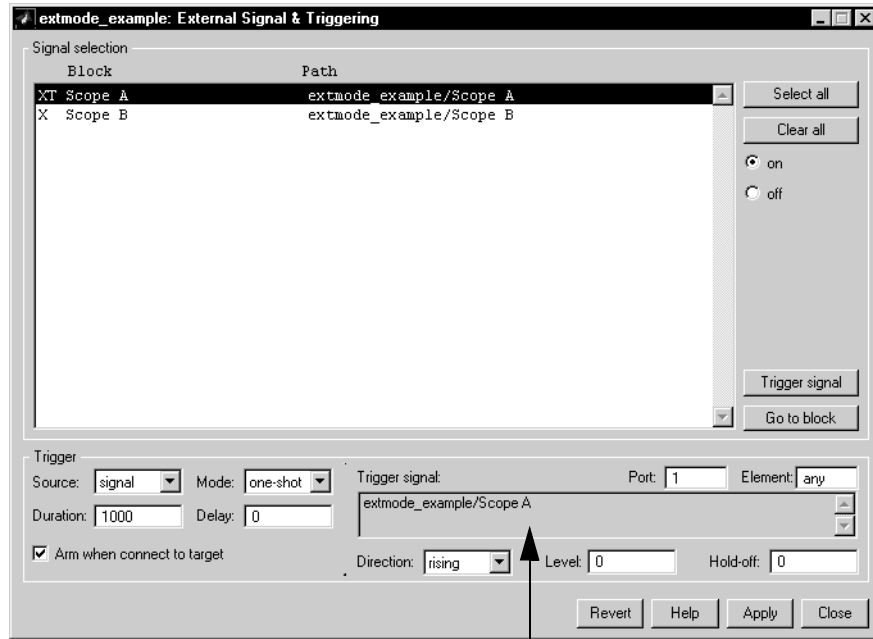 extmode_example: External Signal & Triggering
Signal selection
Block Path
XT Scope A extmode_example/Scope A
X Scope B extmode_example/Scope B
Select all
Clear all
on
off
Trigger signal
Go to block
Trigger
Source: signal Mode: one-shot
Duration: 1000 Delay: 0
Arm when connect to target
Trigger signal: Port: 1 Element: any
extmode_example/Scope A
Direction: rising Level: 0 Hold-off: 0
Revert Help Apply Close